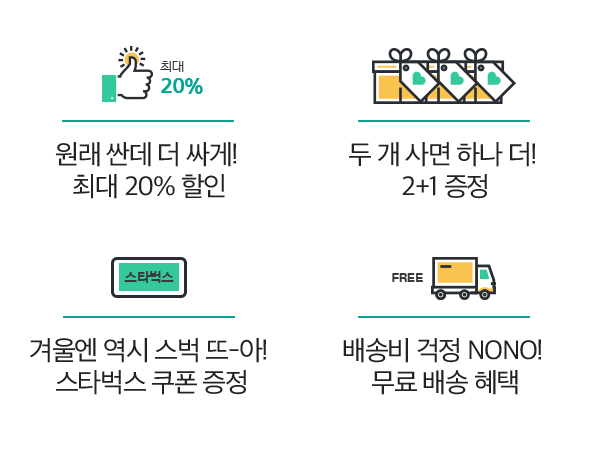 최대
20%
원래 싼데 더 싸게!
최대 20% 할인
두 개 사면 하나 더!
2+1 증정
스타벅스
겨울엔 역시 스벅 뜨-아!
스타벅스 쿠폰 증정
FREE
배송비 걱정 NONO!
무료 배송 혜택